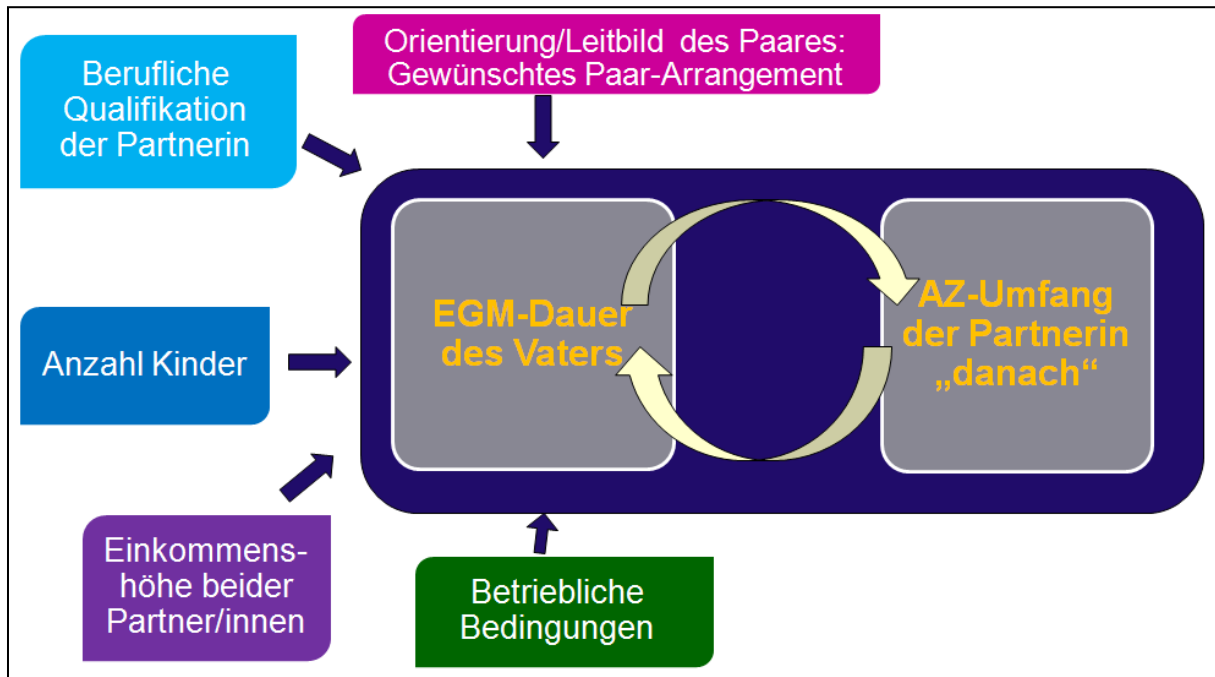 Berufliche
Qualifikation
der Partnerin
Orientierung/Leitbild des Paares:
Gewünschtes Paar-Arrangement
EGM-Dauer
des Vaters
AZ-Umfang
der Partnerin
„danach“
Anzahl Kinder
Einkommens-
höhe beider
Partner/innen
Betriebliche
Bedingungen